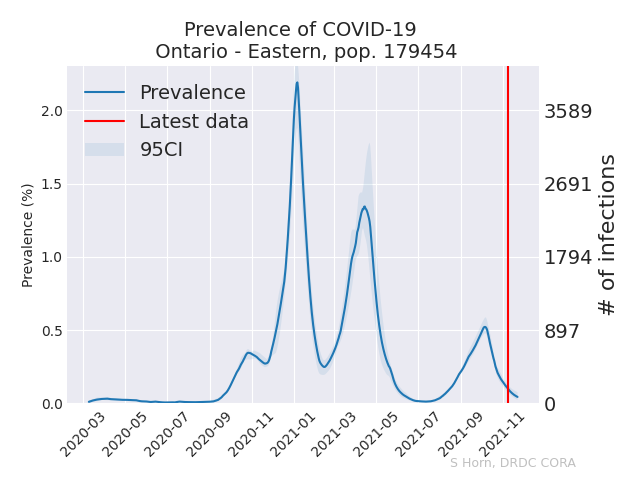 Prevalence of COVID-19
Ontario - Eastern, pop. 179454
Prevalence
Latest data
95CI
Prevalence (%)
2.0
1.5
1.0
0.5
0.0
3589
2691
1794
897
0
# of infections
2020-03
2020-05
2020-07
2020-09
2020-11
2021-01
2021-03
2021-05
2021-07
2021-09
2021-11
S Horn, DRDC CORA